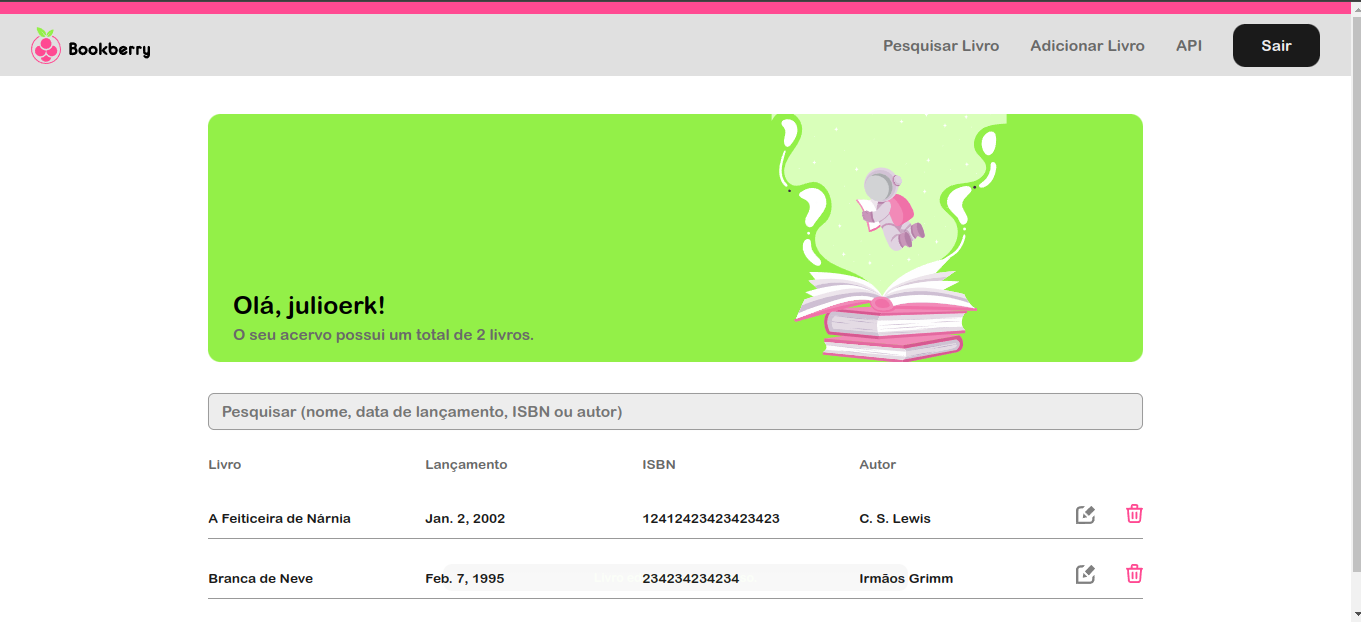 Bookberry
Pesquisar Livro Adicionar Livro API Sair
Olá, julioerk!
O seu acervo possui um total de 2 livros.
Pesquisar (nome, data de lançamento, ISBN ou autor)
Livro Lançamento ISBN Autor
A Feiticeira de Nárnia Jan. 2, 2002 12412423423423423 C. S. Lewis
Branca de Neve Feb. 7, 1995 234234234234 Irmãos Grimm